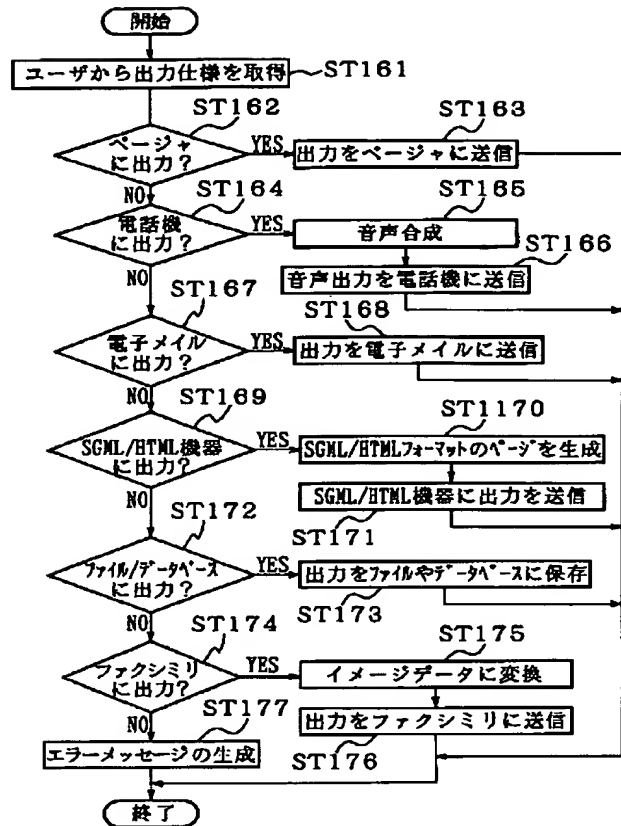 開始
ユーザから出力仕様を取得
ST161
ST162
ページャ
に出力?
YES
ST163
出力をページャに送信
NO
ST164
電話機
に出力?
YES
ST165
音声合成
ST166
音声出力を電話機に送信
NO
ST167
電子メイル
に出力?
YES
ST168
出力を電子メイルに送信
NO
ST169
SGML/HTML機器
に出力?
YES
ST1170
SGML/HTMLフォーマットのページを生成
SGML/HTML機器に出力を送信
ST171
NO
ST172
ファイル/データベース
に出力?
YES
出力をファイルやデータベースに保存
ST173
NO
ST174
ファクシミリ
に出力?
YES
ST175
イメージデータに変換
出力をファクシミリに送信
ST176
NO
ST177
エラーメッセージの生成
終了